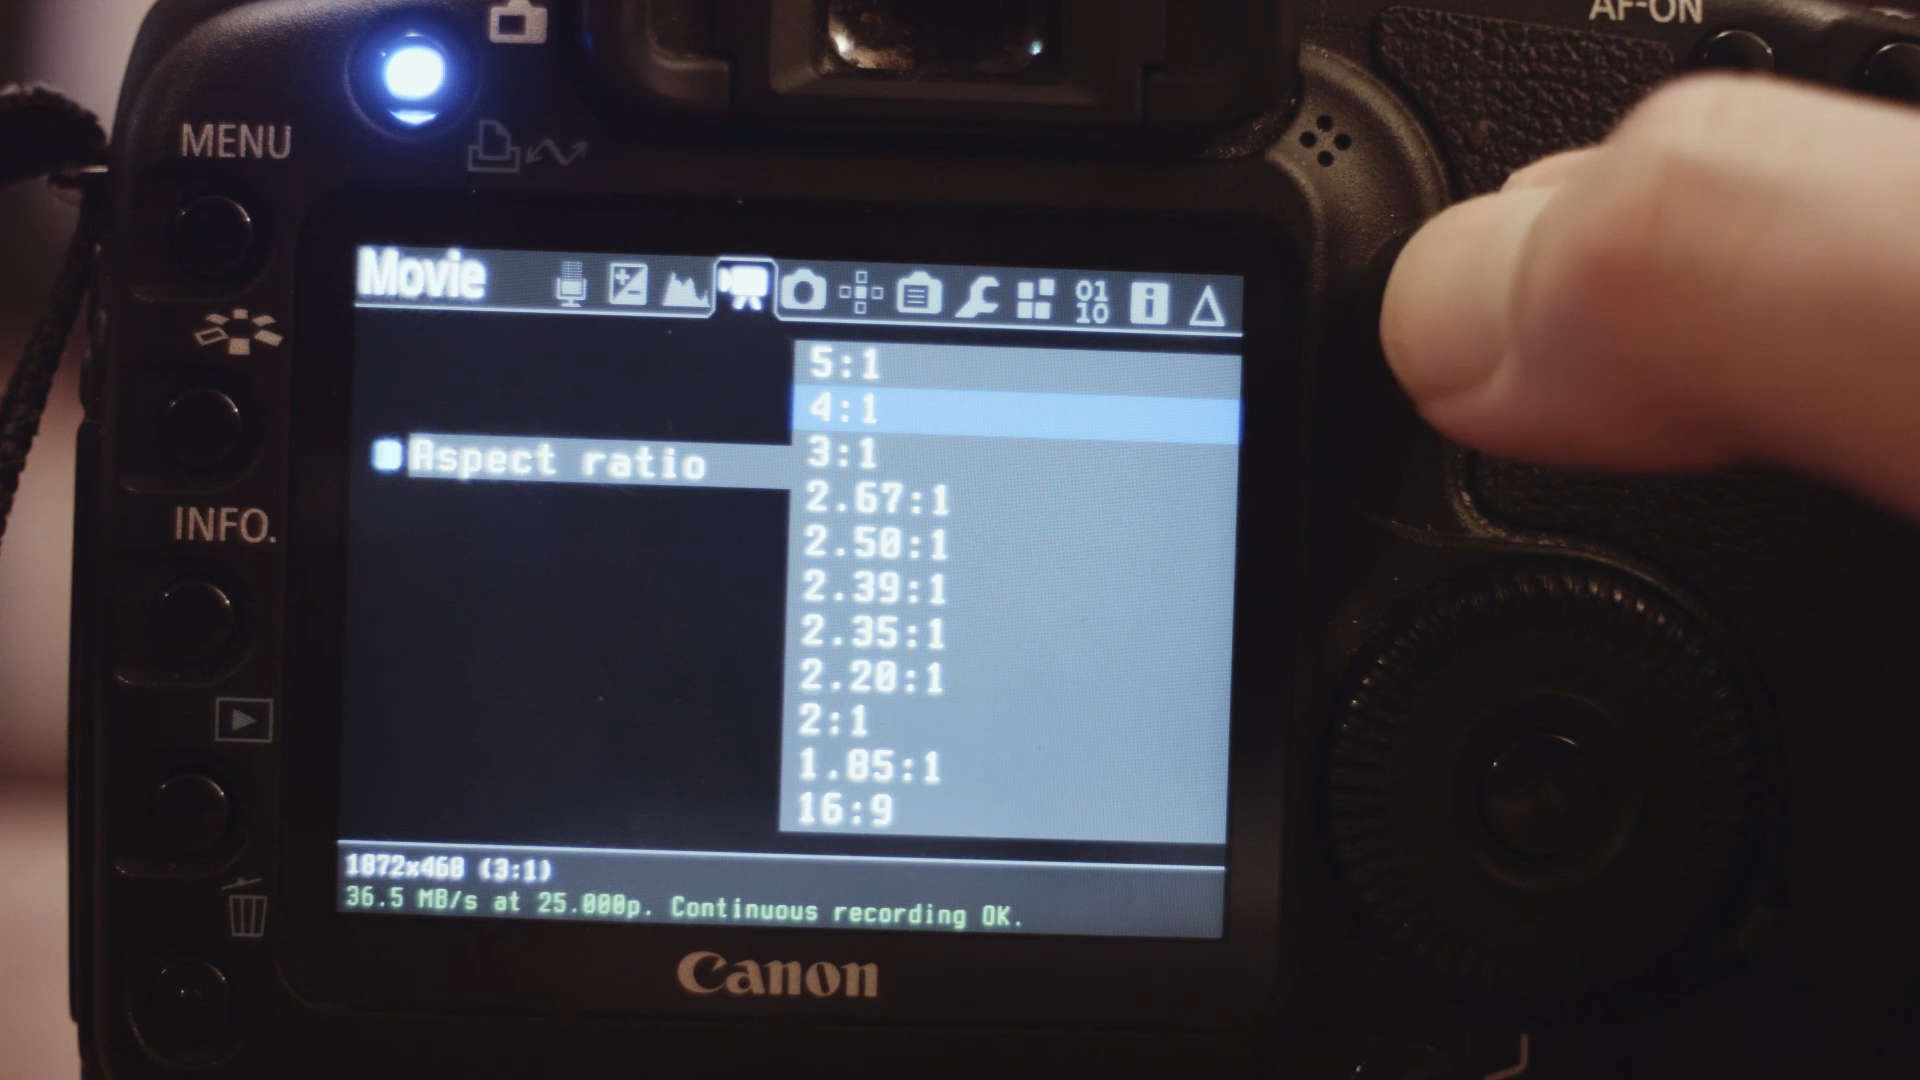 AF-ON
MENU
Movie
5:1
4:1
Aspect ratio
3:1
2.67:1
2.50:1
INFO.
2.39:1
2.35:1
2.20:1
2:1
1.85:1
16:9
1872x468 (3:1)
36.5 MB/s at 25.000p. Continuous recording OK.
Canon